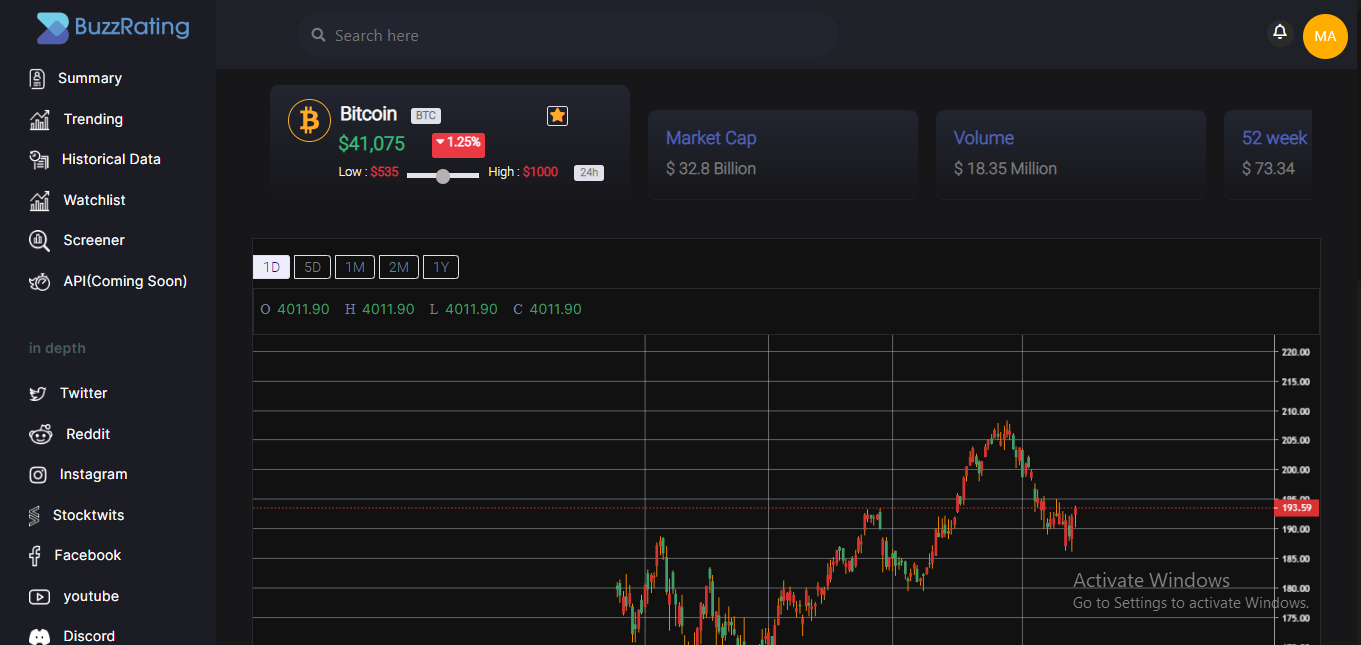 BuzzRating
Search here
MA
Summary
Trending
Historical Data
Watchlist
Screener
API(Coming Soon)
in depth
Twitter
Reddit
Instagram
Stocktwits
Facebook
youtube
Discord
Bitcoin BTC
$41,075 1.25%
Low : $535 High : $1000 24h
Market Cap
$ 32.8 Billion
Volume
$ 18.35 Million
52 week
$ 73.34
1D 5D 1M 2M 1Y
O 4011.90 H 4011.90 L 4011.90 C 4011.90
220.00
215.00
210.00
205.00
200.00
195.00
193.59
190.00
185.00
180.00
175.00
Activate Windows
Go to Settings to activate Windows.